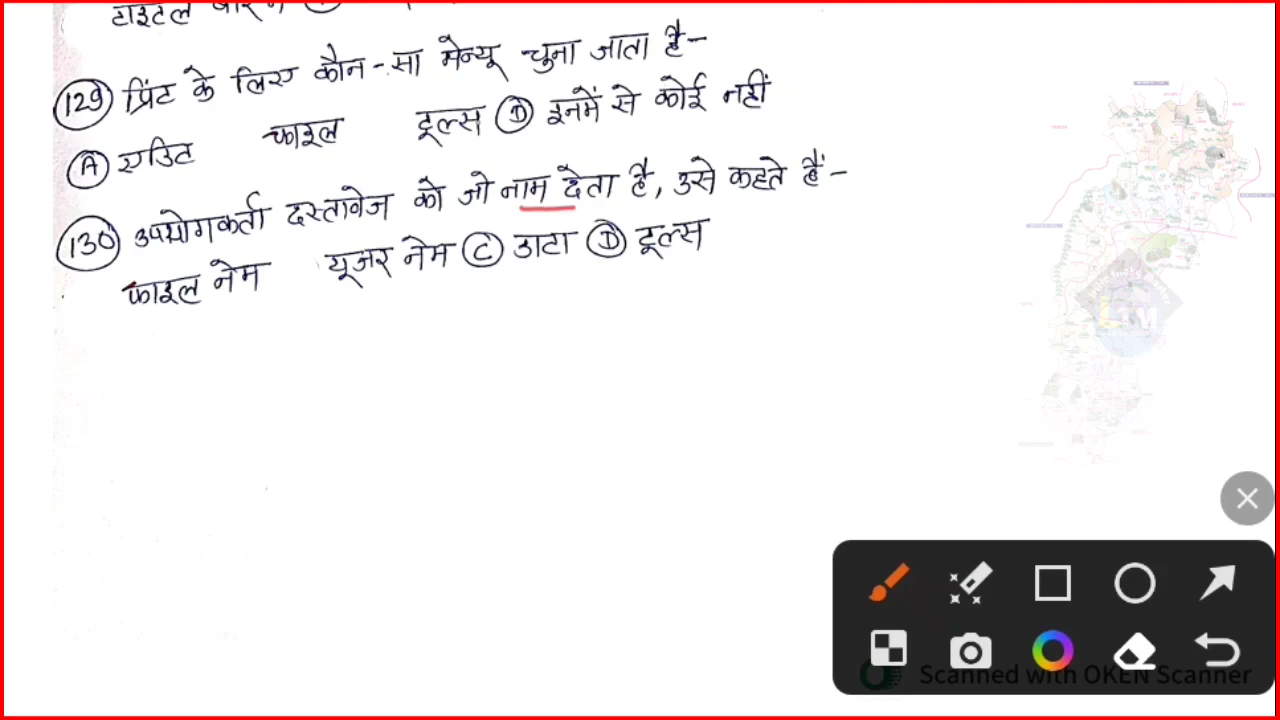 टाइटल
129 प्रिंट के लिए कौन-सा मेन्यू चुना जाता है-
A एडिट फाइल टूल्स D इनमें से कोई नहीं
130 उपयोगकर्ता दस्तावेज को जो नाम देता है, उसे कहते हैं-
फाइल नेम यूजर नेम C डाटा D टूल्स
Scanned with OKEN Scanner